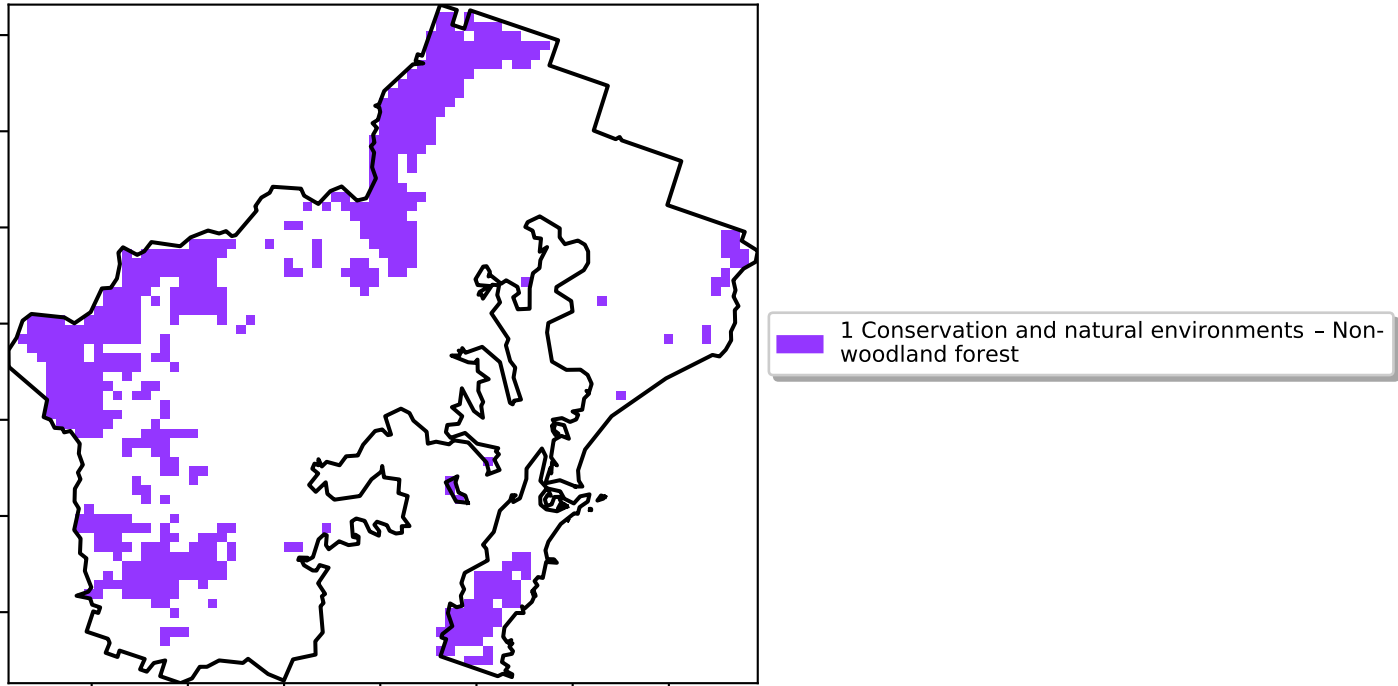 1 Conservation and natural environments – Non-
woodland forest